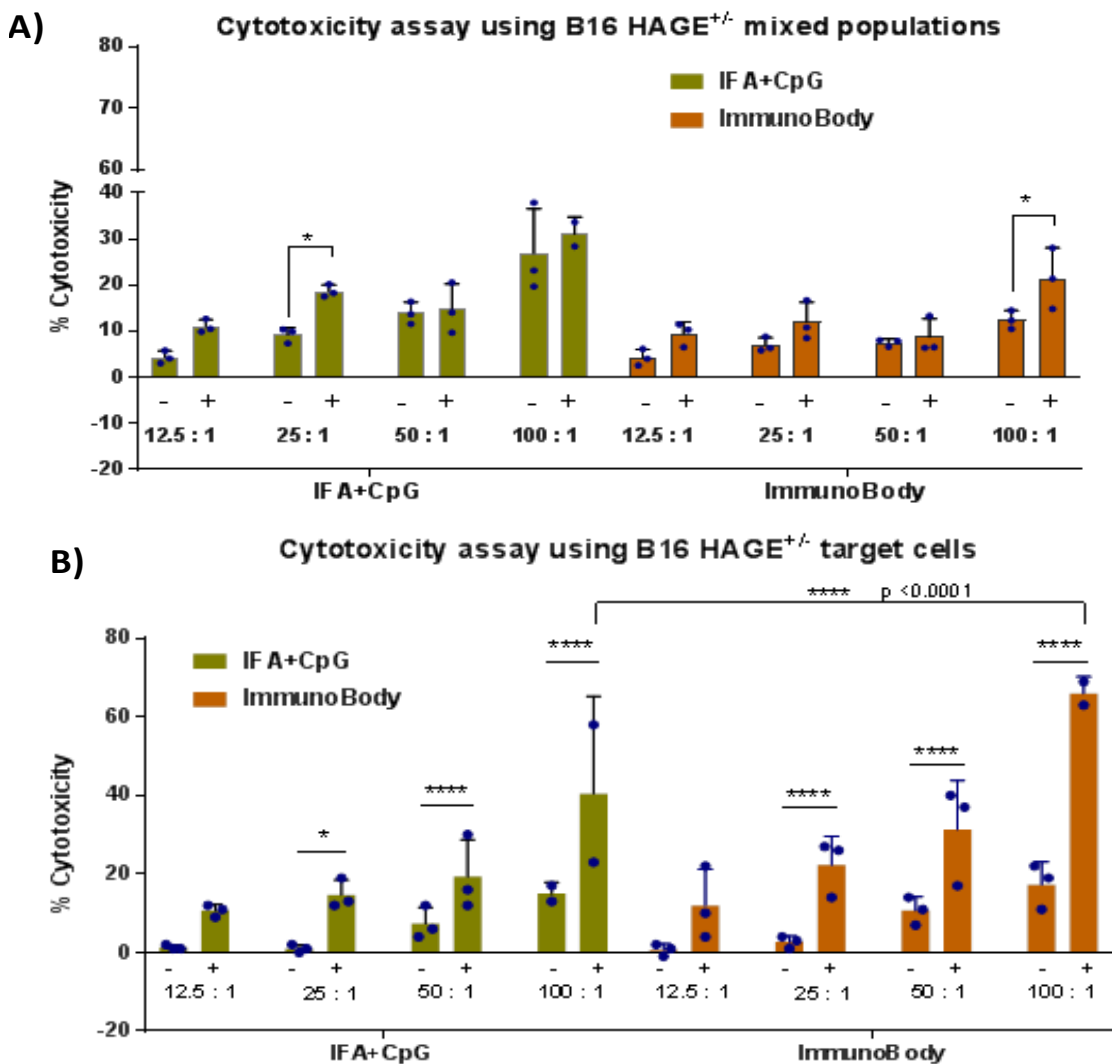 A)
Cytotoxicity assay using B16 HAGE+/- mixed populations
IFA+CpG
ImmunoBody
% Cytotoxicity
80
70
60
40
30
20
10
0
-10
-20
* *
- + - + - + - + - + - + - + - +
12.5 : 1 25 : 1 50 : 1 100 : 1 12.5 : 1 25 : 1 50 : 1 100 : 1
IFA+CpG ImmunoBody
B)
Cytotoxicity assay using B16 HAGE+/- target cells
**** p <0.0001
IFA+CpG
ImmunoBody
% Cytotoxicity
80
60
40
20
0
-20
* **** **** **** **** ****
- + - + - + - + - + - + - + - +
12.5 : 1 25 : 1 50 : 1 100 : 1 12.5 : 1 25 : 1 50 : 1 100 : 1
IFA+CpG ImmunoBody